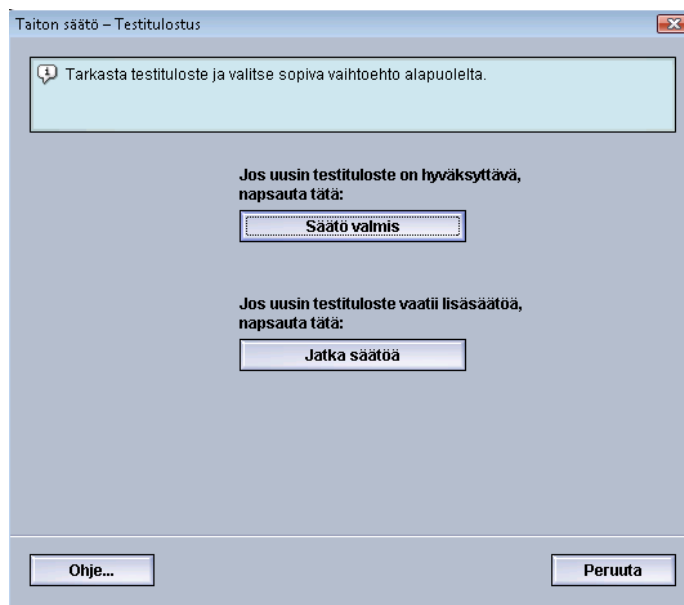 Taiton säätö – Testitulostus
Tarkasta testituloste ja valitse sopiva vaihtoehto alapuolelta.
Jos uusin testituloste on hyväksyttävä,
napsauta tätä:
Säätö valmis
Jos uusin testituloste vaatii lisäsäätöä,
napsauta tätä:
Jatka säätöä
Ohje...
Peruuta